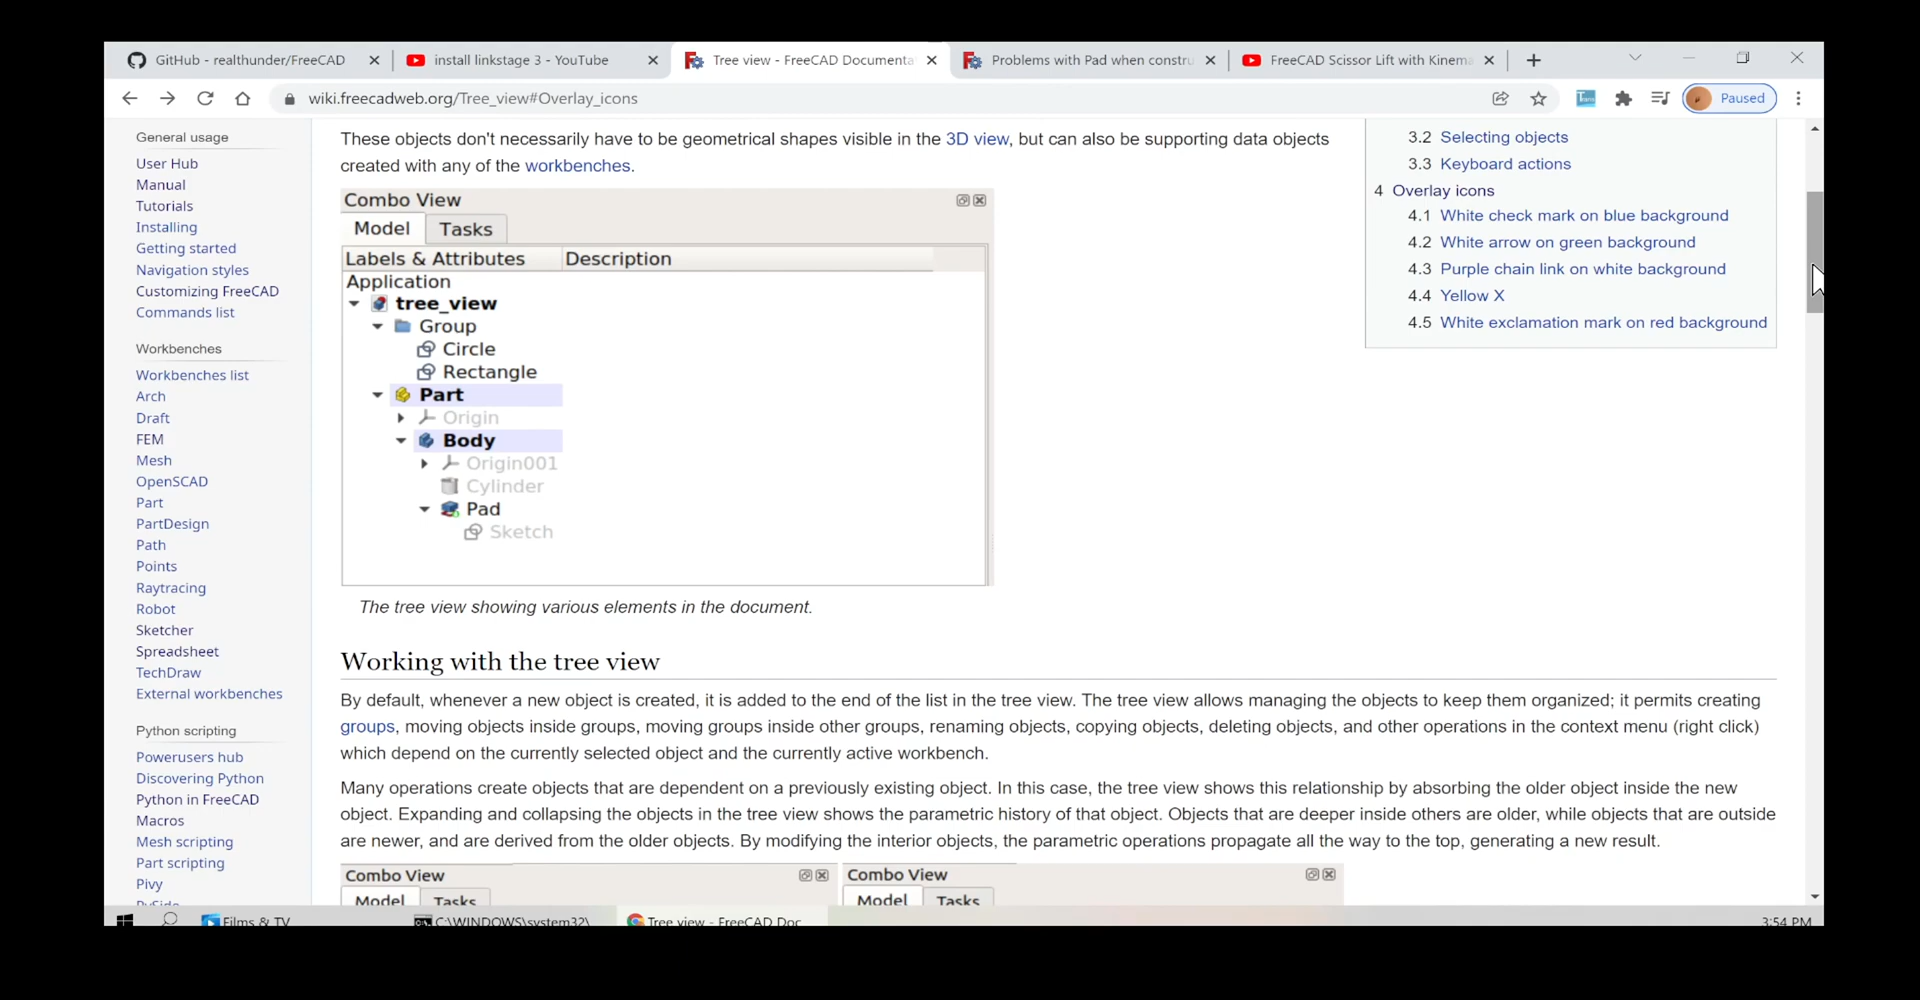 GitHub - realthunder/FreeCAD
install linkstage 3 - YouTube
Tree view - FreeCAD Documenta
Problems with Pad when constru
FreeCAD Scissor Lift with Kinema
wiki.freecadweb.org/Tree_view#Overlay_icons
Paused
General usage
User Hub
Manual
Tutorials
Installing
Getting started
Navigation styles
Customizing FreeCAD
Commands list
Workbenches
Workbenches list
Arch
Draft
FEM
Mesh
OpenSCAD
Part
PartDesign
Path
Points
Raytracing
Robot
Sketcher
Spreadsheet
TechDraw
External workbenches
Python scripting
Powerusers hub
Discovering Python
Python in FreeCAD
Macros
Mesh scripting
Part scripting
Pivy
PySide
These objects don't necessarily have to be geometrical shapes visible in the 3D view, but can also be supporting data objects
created with any of the workbenches.
Combo View
Model Tasks
Labels & Attributes Description
Application
tree_view
Group
Circle
Rectangle
Part
Origin
Body
Origin001
Cylinder
Pad
Sketch
The tree view showing various elements in the document.
3.2 Selecting objects
3.3 Keyboard actions
4 Overlay icons
4.1 White check mark on blue background
4.2 White arrow on green background
4.3 Purple chain link on white background
4.4 Yellow X
4.5 White exclamation mark on red background
Working with the tree view
By default, whenever a new object is created, it is added to the end of the list in the tree view. The tree view allows managing the objects to keep them organized; it permits creating
groups, moving objects inside groups, moving groups inside other groups, renaming objects, copying objects, deleting objects, and other operations in the context menu (right click)
which depend on the currently selected object and the currently active workbench.
Many operations create objects that are dependent on a previously existing object. In this case, the tree view shows this relationship by absorbing the older object inside the new
object. Expanding and collapsing the objects in the tree view shows the parametric history of that object. Objects that are deeper inside others are older, while objects that are outside
are newer, and are derived from the older objects. By modifying the interior objects, the parametric operations propagate all the way to the top, generating a new result.
Combo View
Model Tasks
Combo View
Model Tasks
Films & TV
C:\WINDOWS\system32\
Tree view - FreeCAD Doc
3:54 PM